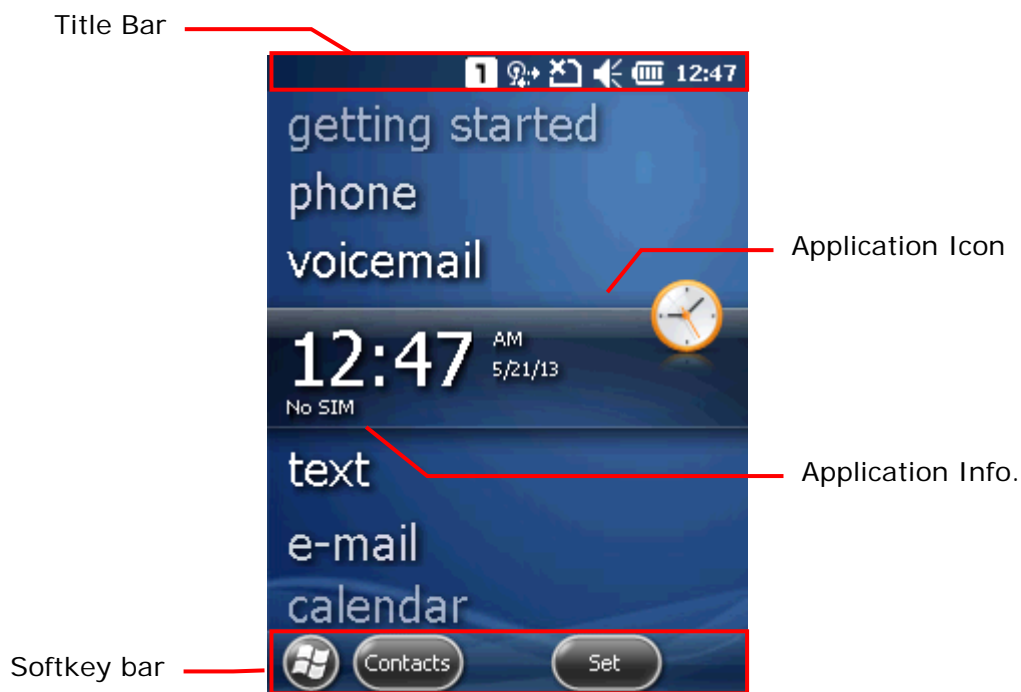 Title Bar
1 12:47
getting started
phone
voicemail
Application Icon
12:47 AM
5/21/13
No SIM
text
Application Info.
e-mail
calendar
Softkey bar
Contacts Set